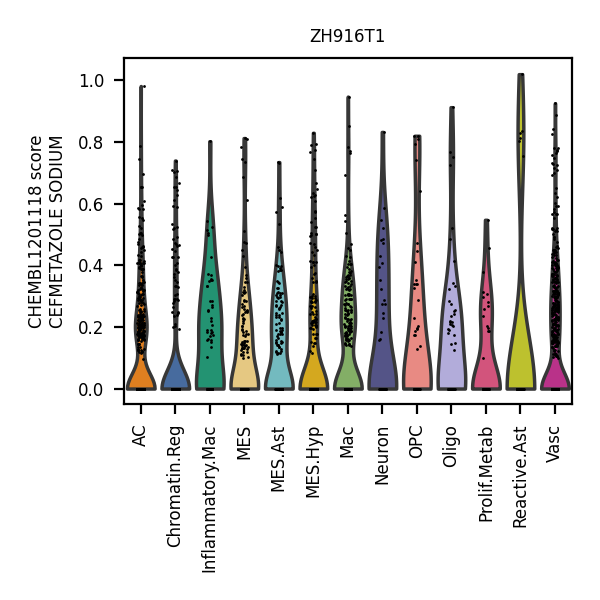 ZH916T1
CHEMBL1201118 score
CEFMETAZOLE SODIUM
1.0
0.8
0.6
0.4
0.2
0.0
AC
Chromatin.Reg
Inflammatory.Mac
MES
MES.Ast
MES.Hyp
Mac
Neuron
OPC
Oligo
Prolif.Metab
Reactive.Ast
Vasc